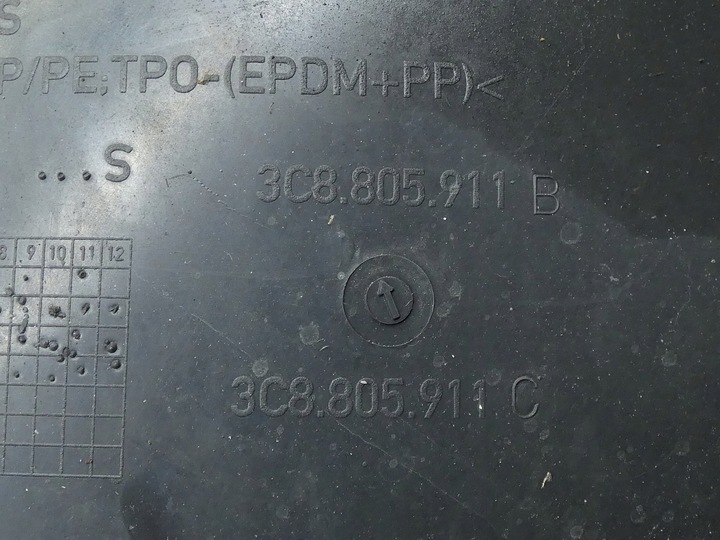 S
P/PE;TPO-(EPDM+PP)<
...S
3C8.805.911 B
8 9 10 11 12
3C8.805.911 C